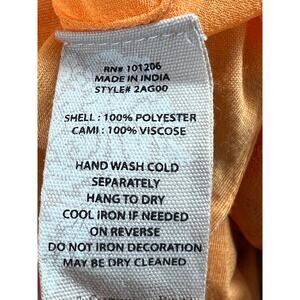 RN# 101206
MADE IN INDIA
STYLE# 2AG00
SHELL : 100% POLYESTER
CAMI : 100% VISCOSE
HAND WASH COLD
SEPARATELY
HANG TO DRY
COOL IRON IF NEEDED
ON REVERSE
DO NOT IRON DECORATION
MAY BE DRY CLEANED